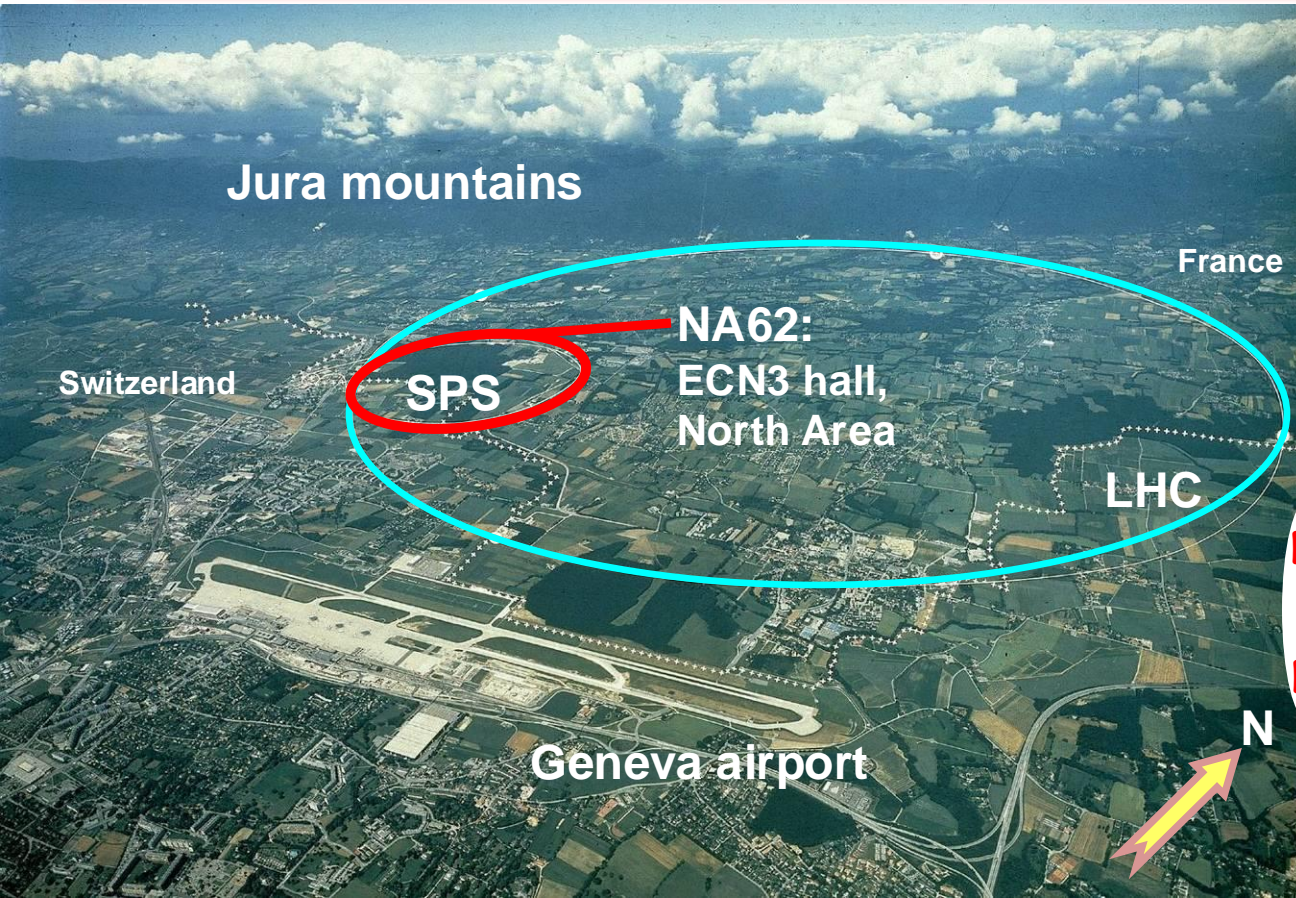 Jura mountains
France
NA62:
ECN3 hall,
North Area
Switzerland
SPS
LHC
N
Geneva airport